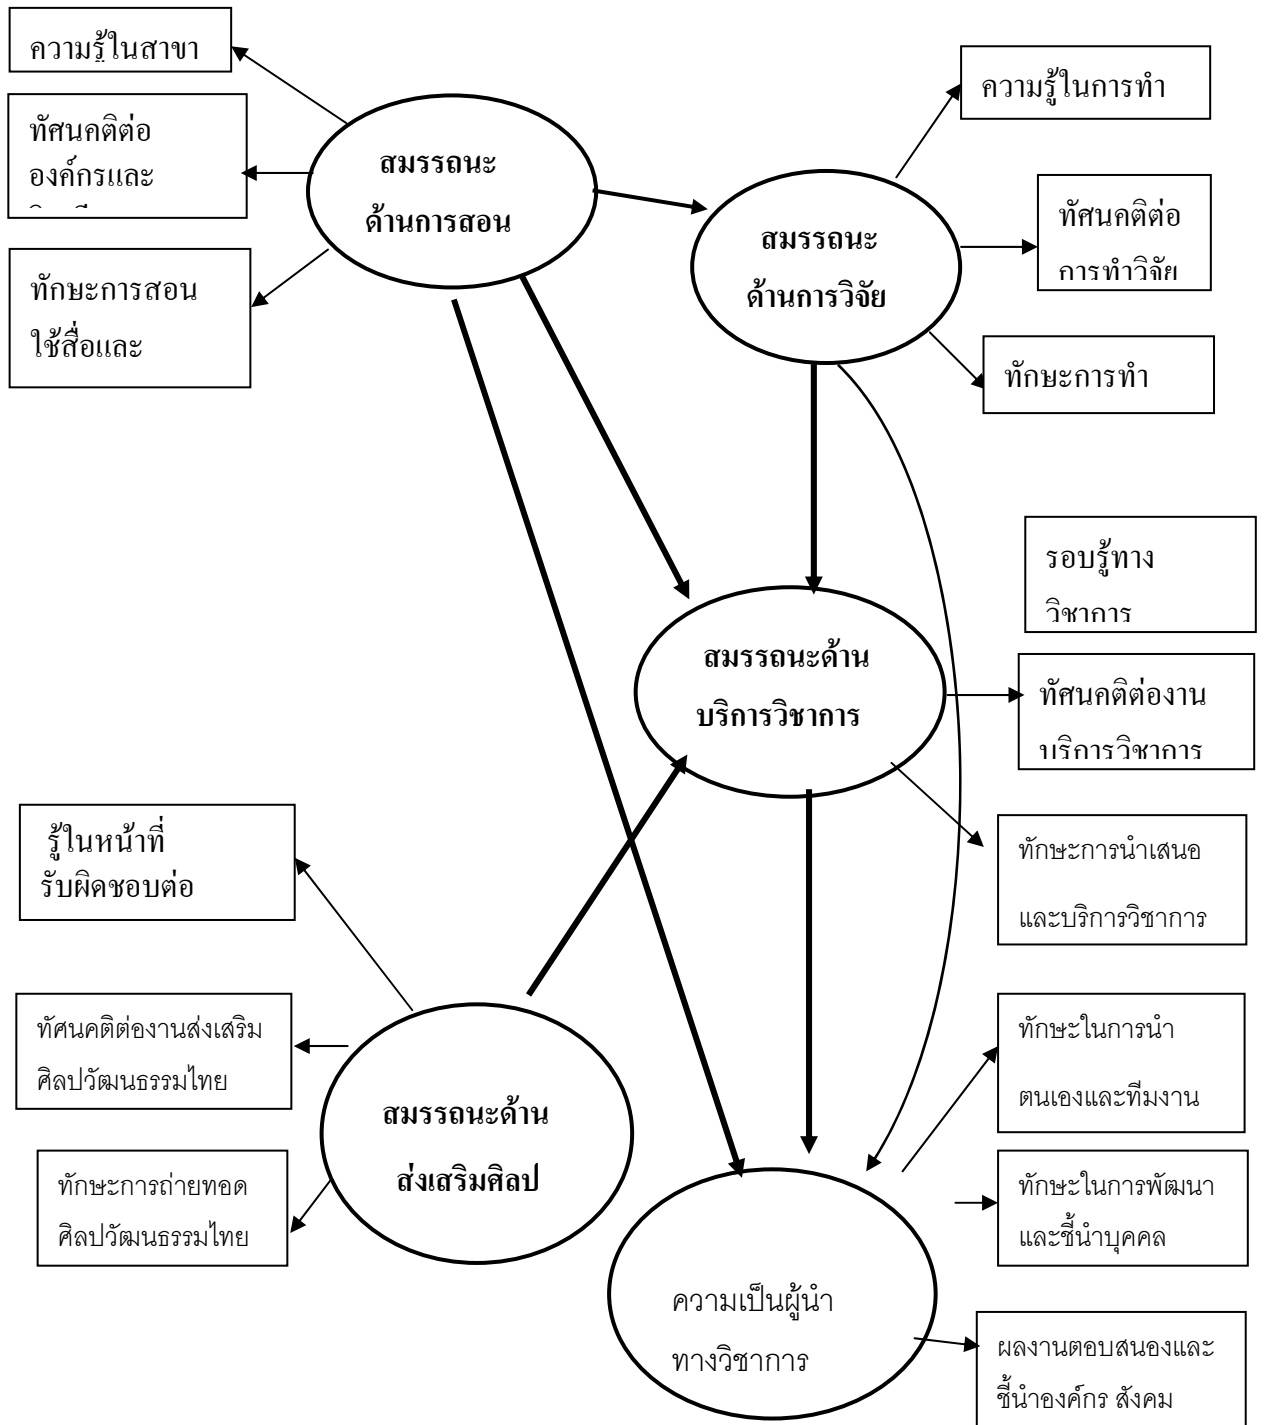 ความรู้ในสาขา
ทัศนคติต่อ
องค์กรและ
ทักษะการสอน
ใช้สื่อและ
สมรรถนะ
ด้านการสอน
สมรรถนะ
ด้านการวิจัย
ความรู้ในการทำ
ทัศนคติต่อ
การทำวิจัย
ทักษะการทำ
รอบรู้ทาง
วิชาการ
สมรรถนะด้าน
บริการวิชาการ
ทัศนคติต่องาน
บริการวิชาการ
ทักษะการนำเสนอ
และบริการวิชาการ
รู้ในหน้าที่
รับผิดชอบต่อ
ทัศนคติต่องานส่งเสริม
ศิลปวัฒนธรรมไทย
ทักษะการถ่ายทอด
ศิลปวัฒนธรรมไทย
สมรรถนะด้าน
ส่งเสริมศิลป
ทักษะในการนำ
ตนเองและทีมงาน
ทักษะในการพัฒนา
และชี้นำบุคคล
ความเป็นผู้นำ
ทางวิชาการ
ผลงานตอบสนองและ
ชี้นำองค์กร สังคม